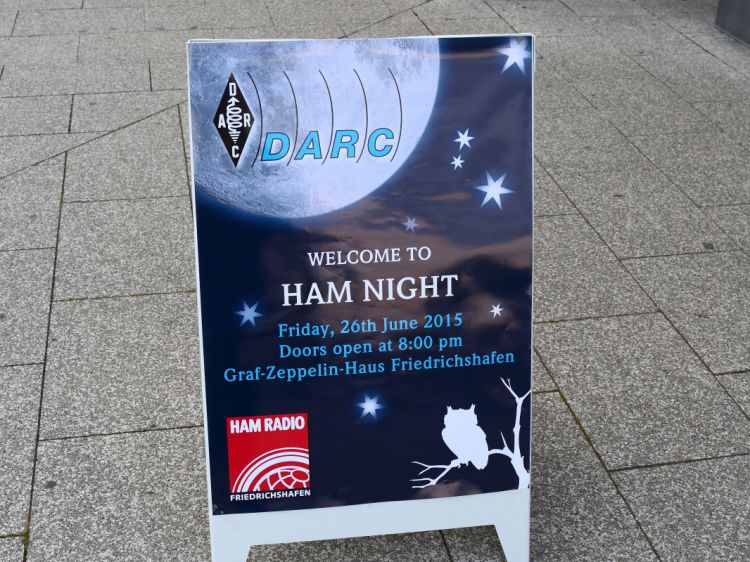 D
A R
C
DARC
WELCOME TO
HAM NIGHT
Friday, 26th June 2015
Doors open at 8:00 pm
Graf-Zeppelin-Haus Friedrichshafen
HAM RADIO
FRIEDRICHSHAFEN